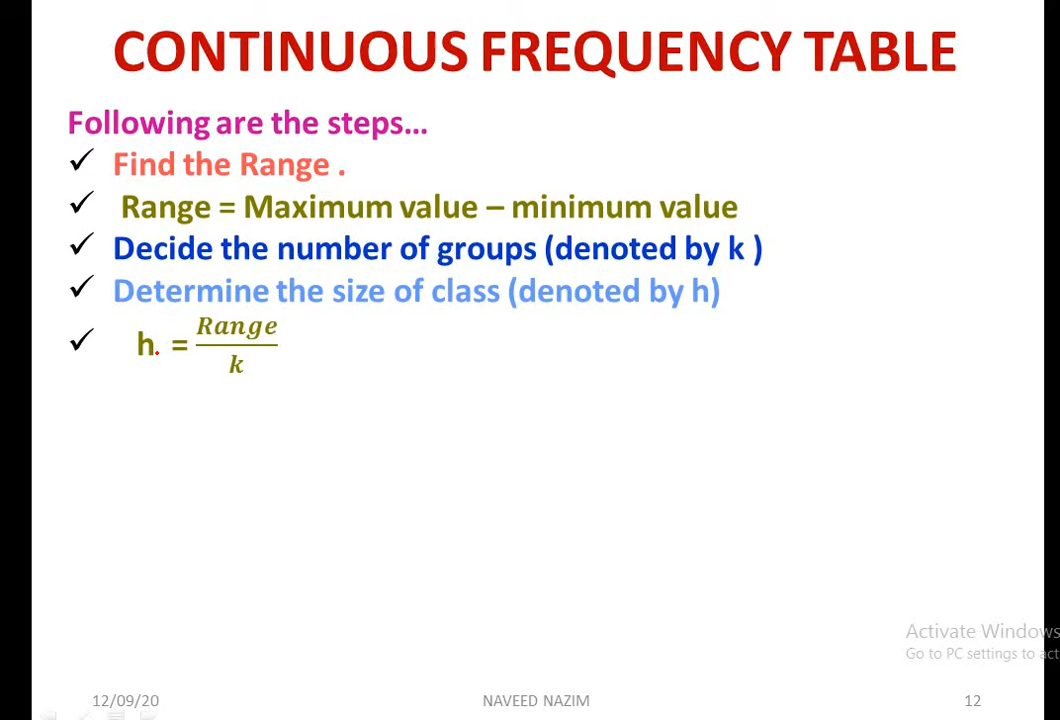 CONTINUOUS FREQUENCY TABLE
Following are the steps…
✓ Find the Range .
✓ Range = Maximum value – minimum value
✓ Decide the number of groups (denoted by k )
✓ Determine the size of class (denoted by h)
✓ h = Range / k
Activate Windows
Go to PC settings to act
12/09/20 NAVEED NAZIM 12